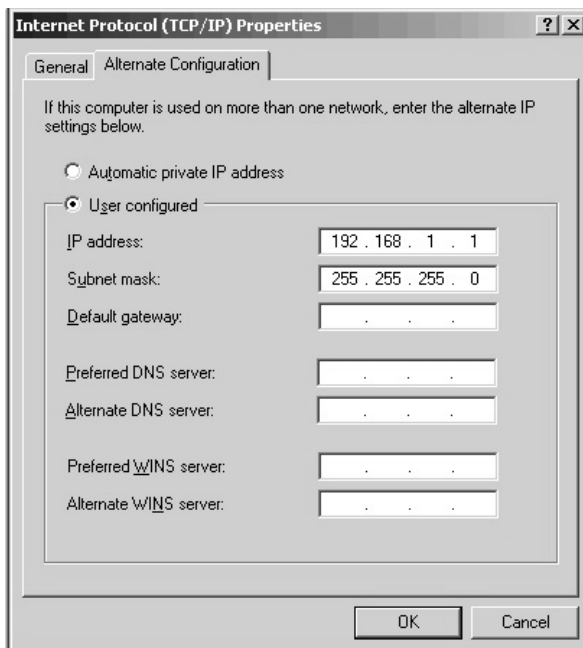 Internet Protocol (TCP/IP) Properties
General Alternate Configuration
If this computer is used on more than one network, enter the alternate IP
settings below.
Automatic private IP address
User configured
IP address: 192 . 168 . 1 . 1
Subnet mask: 255 . 255 . 255 . 0
Default gateway: . . .
Preferred DNS server: . . .
Alternate DNS server: . . .
Preferred WINS server: . . .
Alternate WINS server: . . .
OK Cancel